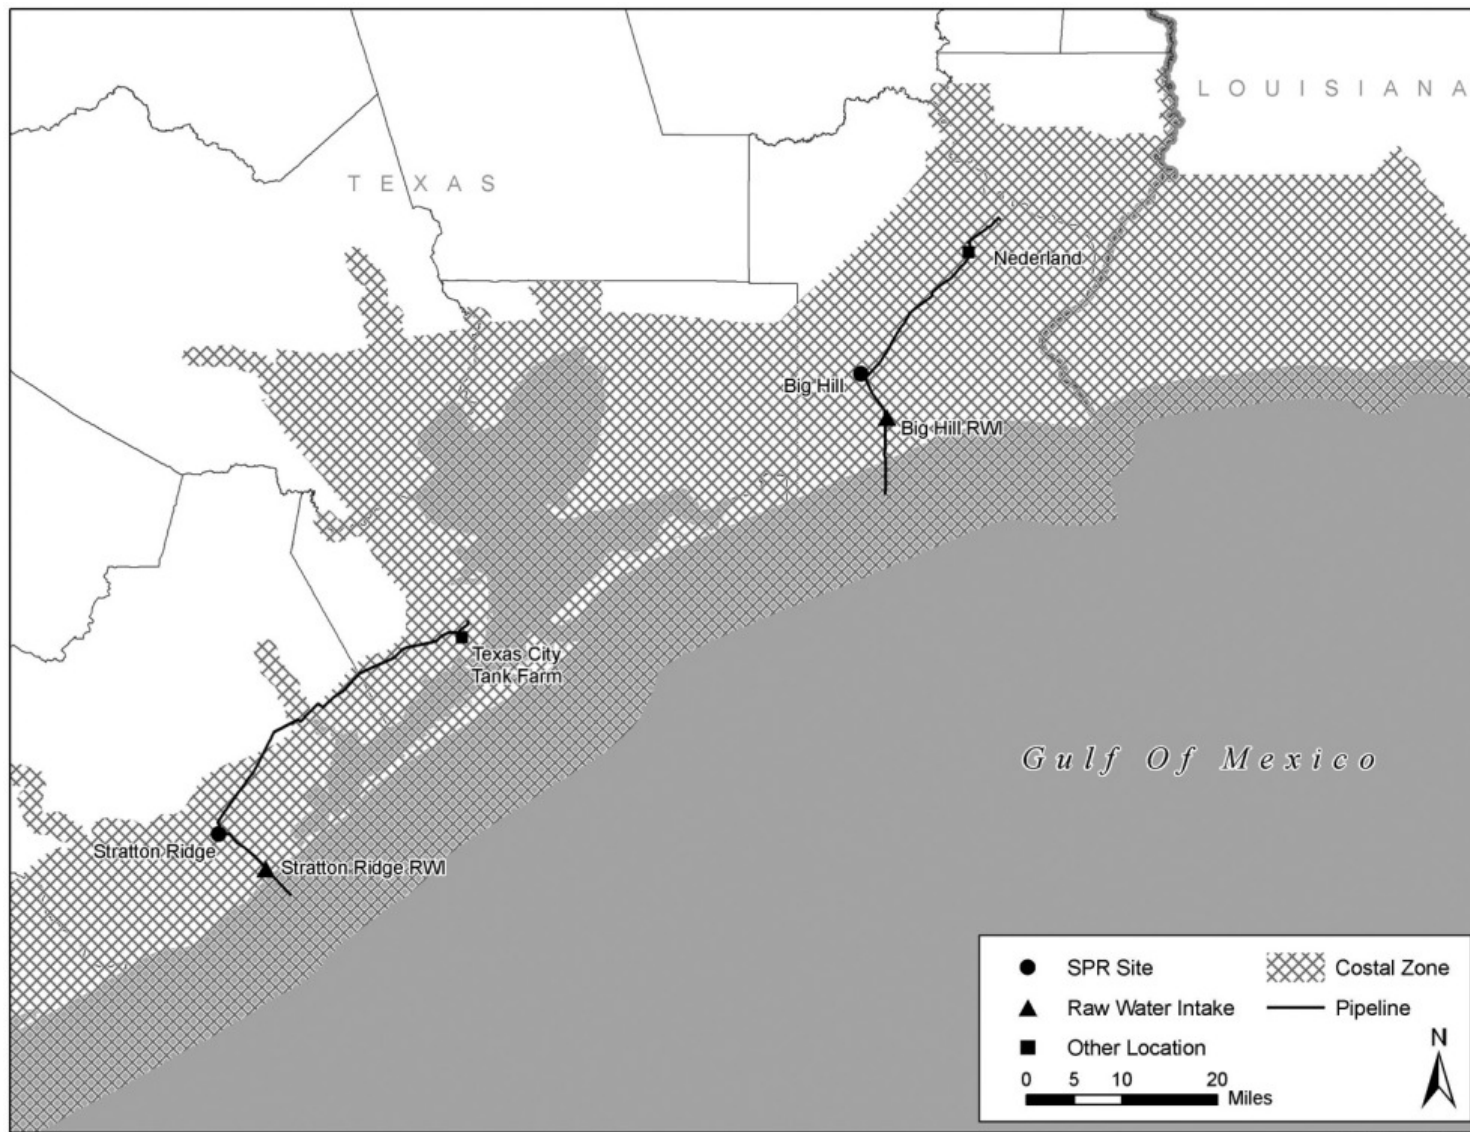 LOUISIANA
TEXAS
Nederland
Big Hill
Big Hill RWI
Texas City
Tank Farm
Gulf Of Mexico
Stratton Ridge
Stratton Ridge RWI
SPR Site
Costal Zone
Raw Water Intake
Pipeline
Other Location
N
0 5 10 20
Miles